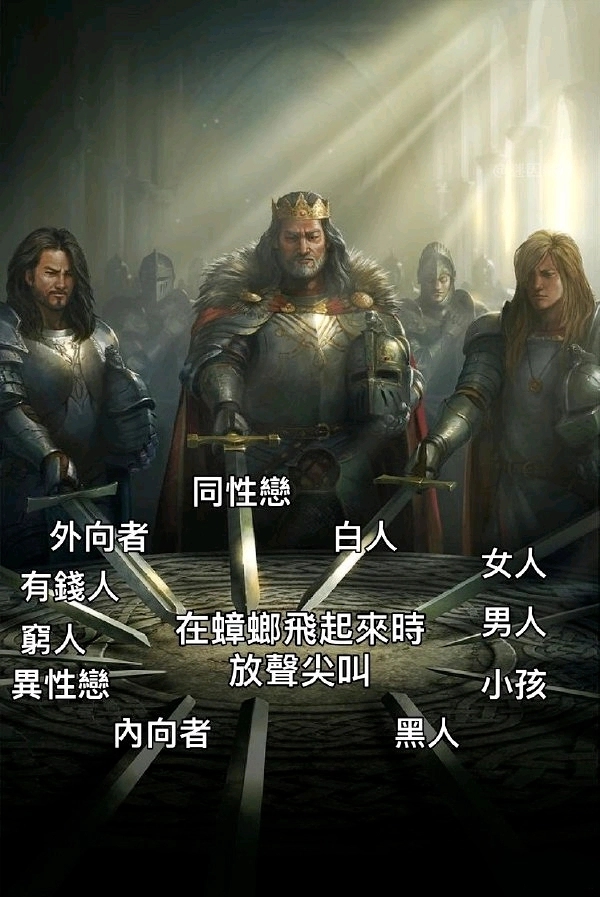 同性戀
外向者
白人
女人
有錢人
在蟑螂飛起來時
放聲尖叫
男人
窮人
異性戀
小孩
內向者
黑人